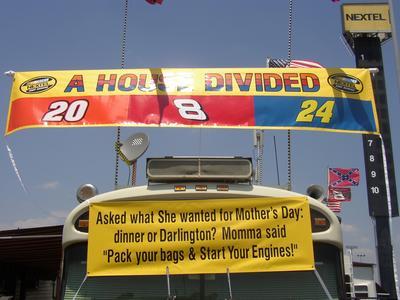 NEXTEL
A HOUSE DIVIDED
NEXTEL
20
8
24
7
8
9
10
Asked what She wanted for Mother's Day:
dinner or Darlington? Momma said
"Pack your bags & Start Your Engines!"